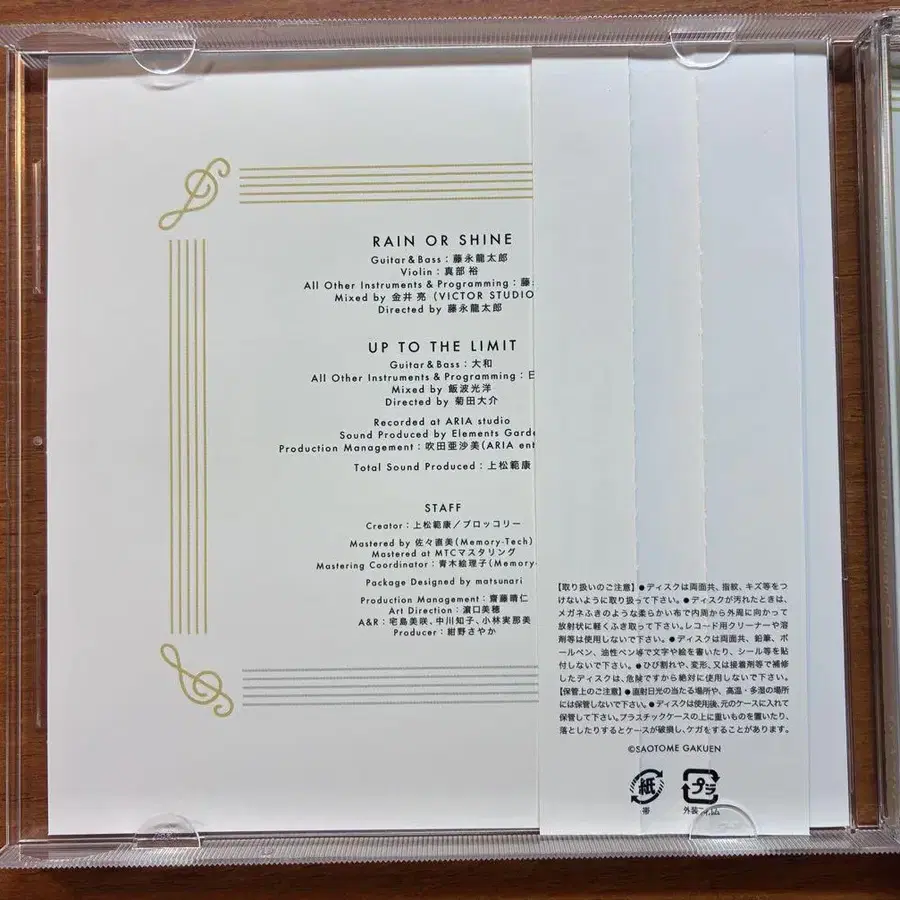 RAIN OR SHINE
Guitar & Bass：藤永龍太郎
Violin：真部 裕
All Other Instruments & Programming：藤
Mixed by 金井 亮（VICTOR STUDIO
Directed by 藤永龍太郎
UP TO THE LIMIT
Guitar & Bass：大和
All Other Instruments & Programming：日
Mixed by 飯波光洋
Directed by 菊田大介
Recorded at ARIA studio
Sound Produced by Elements Garde
Production Management：吹田亜沙美（ARIA ent
Total Sound Produced：上松範康
STAFF
Creator：上松範康／ブロッコリー
Mastered by 佐々直美（Memory-Tech）
Mastered at MTCマスタリング
Mastering Coordinator：青木絵理子（Memory-
Package Designed by matsunari
Production Management：齋藤晴仁
Art Direction：濵口美穂
A&R：宅島美咲、中川知子、小林実那美
Producer：紺野さやか
【取り扱いのご注意】●ディスクは両面共、指紋、キズ等をつ
けないように取り扱って下さい。●ディスクが汚れたときは、
メガネふきのような柔らかい布で内周から外周に向かって
放射状に軽くふき取って下さい。レコード用クリーナーや溶
剤等は使用しないで下さい。●ディスクは両面共、鉛筆、ボ
ールペン、油性ペン等で文字や絵を書いたり、シール等を貼
付しないで下さい。●ひび割れや、変形、又は接着剤等で補修
したディスクは、危険ですから絶対に使用しないで下さい。
【保管上のご注意】●直射日光の当たる場所や、高温・多湿の場所
には保管しないで下さい。●ディスクは使用後、元のケースに入れて
保管して下さい。プラスチックケースの上に重いものを置いたり、
落としたりするとケースが破損し、ケガをすることがあります。
©SAOTOME GAKUEN
紙 プラ
帯 外装フィルム